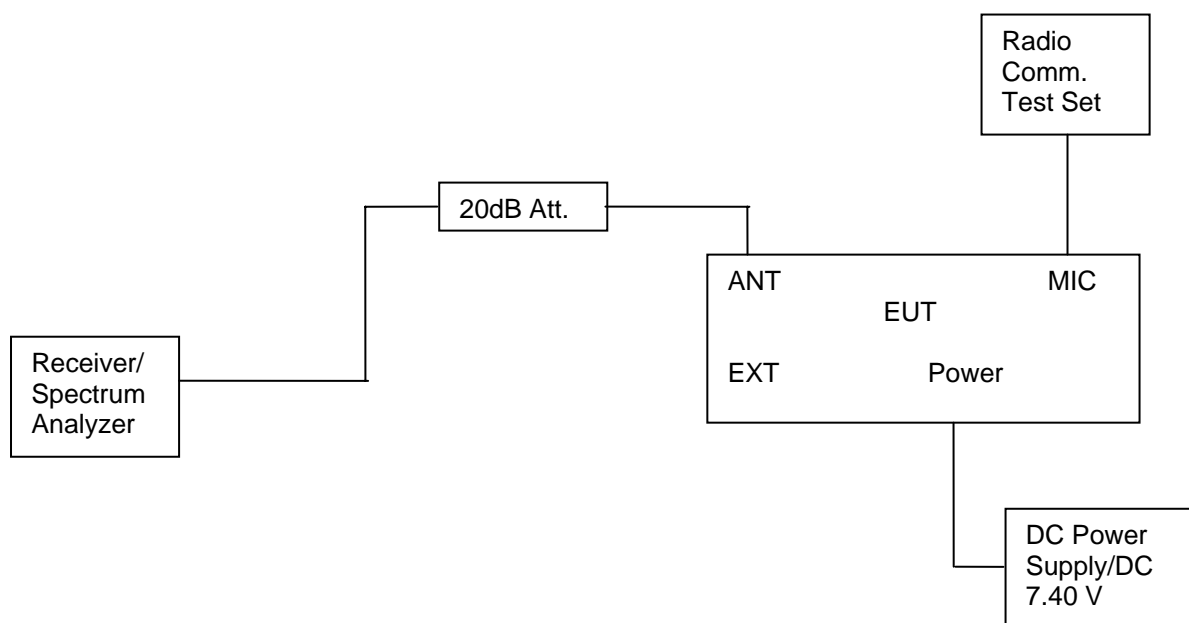 Radio
Comm.
Test Set
20dB Att.
ANT
MIC
EUT
EXT
Power
Receiver/
Spectrum
Analyzer
DC Power
Supply/DC
7.40 V